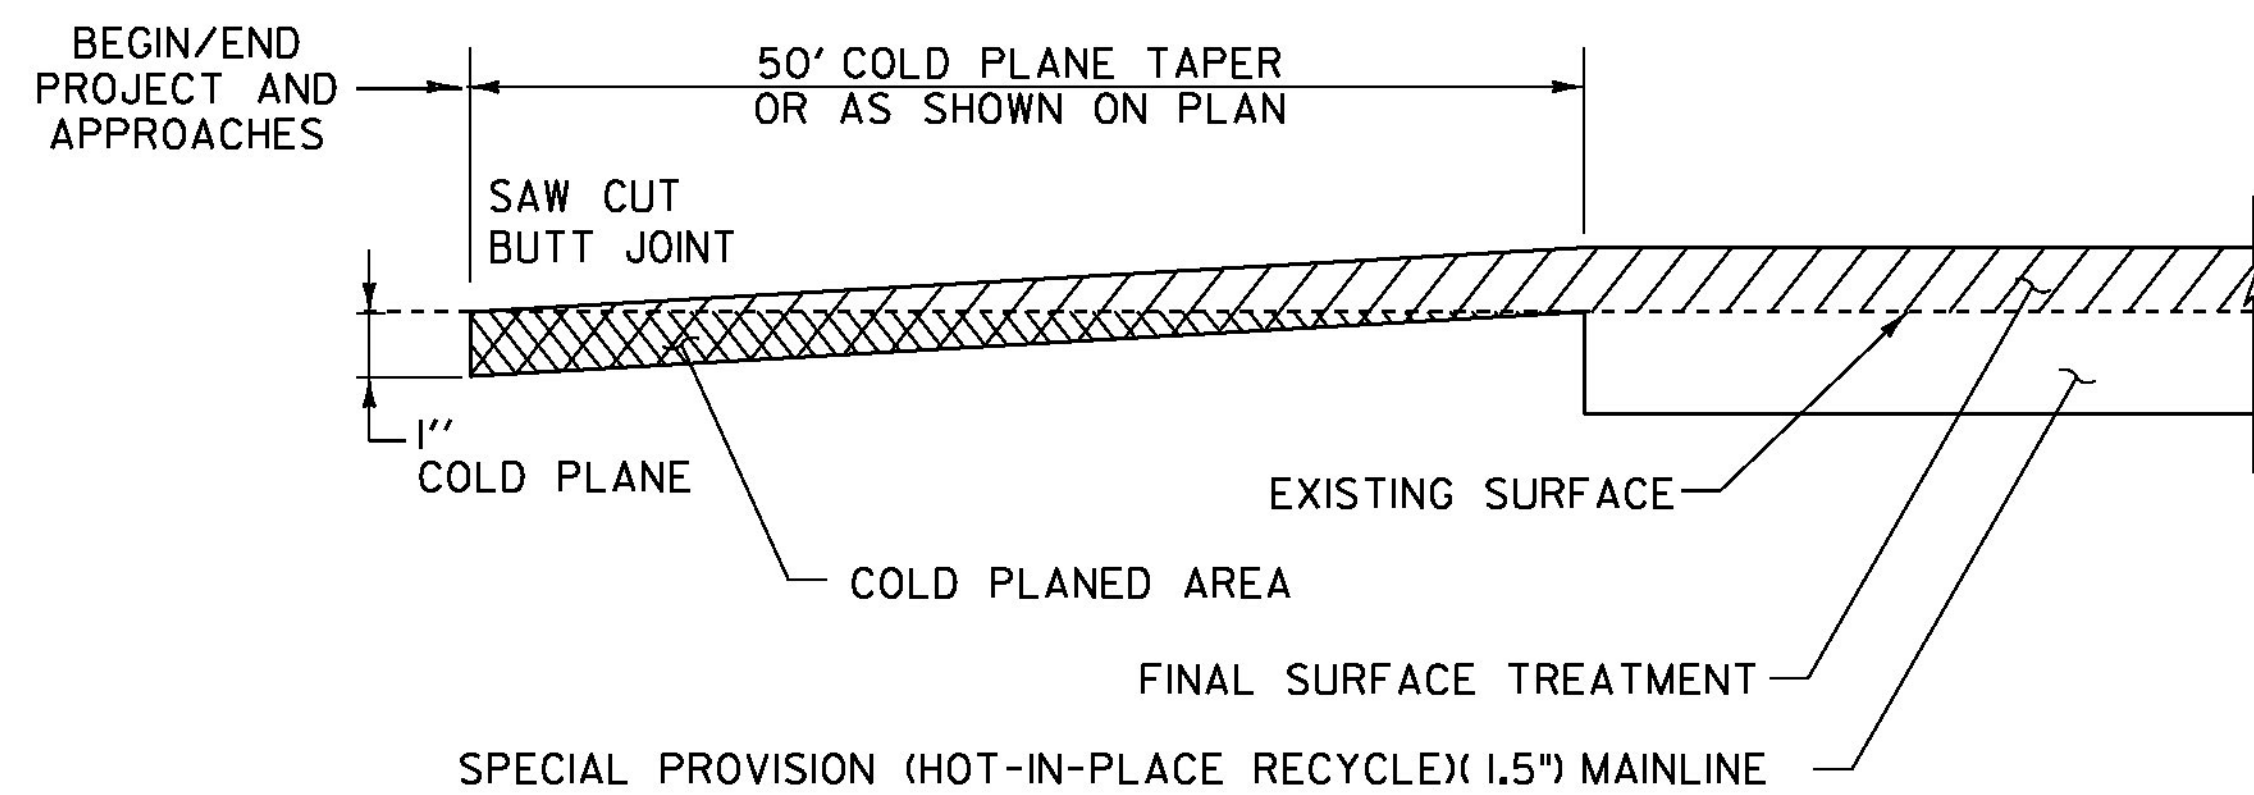 BEGIN/END
PROJECT AND
APPROACHES
50' COLD PLANE TAPER
OR AS SHOWN ON PLAN
SAW CUT
BUTT JOINT
1''
COLD PLANE
EXISTING SURFACE
COLD PLANED AREA
FINAL SURFACE TREATMENT
SPECIAL PROVISION (HOT-IN-PLACE RECYCLE)(1.5") MAINLINE